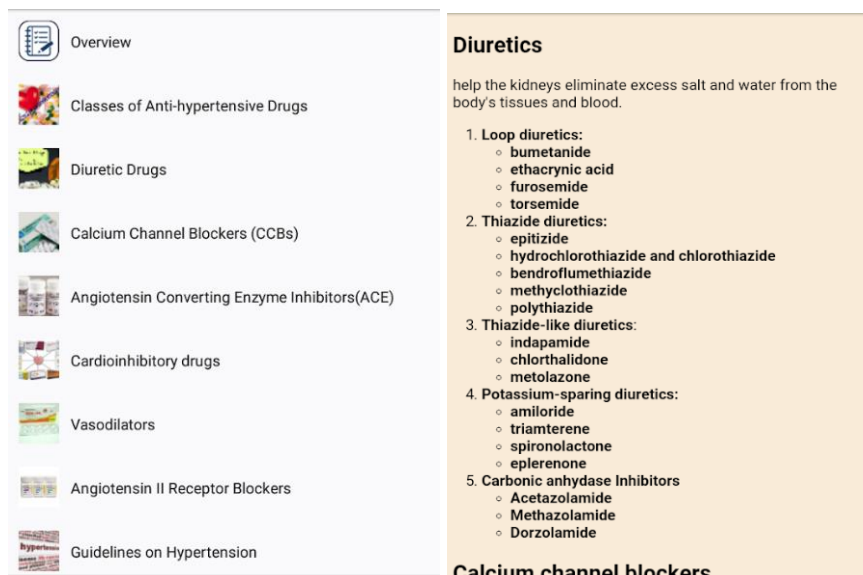 Overview
Classes of Anti-hypertensive Drugs
Diuretic Drugs
Calcium Channel Blockers (CCBs)
Angiotensin Converting Enzyme Inhibitors(ACE)
Cardioinhibitory drugs
Vasodilators
Angiotensin II Receptor Blockers
Guidelines on Hypertension
Diuretics
help the kidneys eliminate excess salt and water from the
body's tissues and blood.
1. Loop diuretics:
bumetanide
ethacrynic acid
furosemide
torsemide
2. Thiazide diuretics:
epitizide
hydrochlorothiazide and chlorothiazide
bendroflumethiazide
methyclothiazide
polythiazide
3. Thiazide-like diuretics:
indapamide
chlorthalidone
metolazone
4. Potassium-sparing diuretics:
amiloride
triamterene
spironolactone
eplerenone
5. Carbonic anhydase Inhibitors
Acetazolamide
Methazolamide
Dorzolamide
Calcium channel blockers